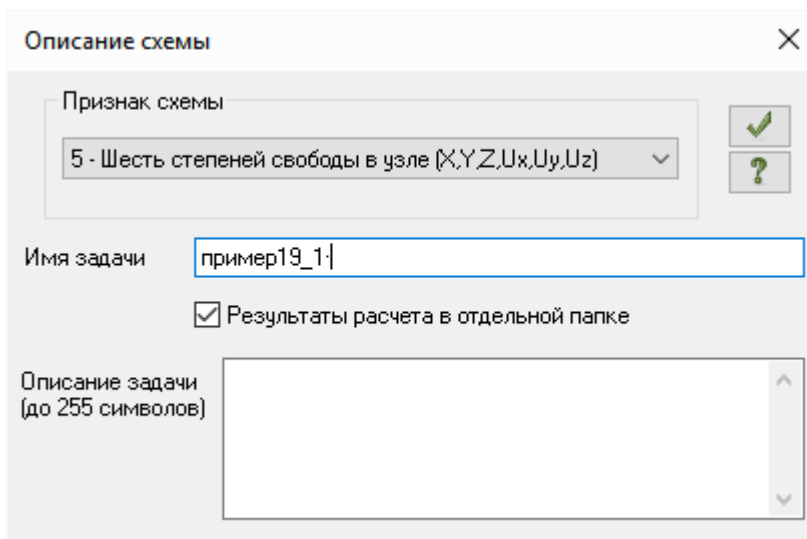 Описание схемы
Признак схемы
5 - Шесть степеней свободы в узле (X,Y,Z,Ux,Uy,Uz)
Имя задачи
пример19_1·
Результаты расчета в отдельной папке
Описание задачи
(до 255 символов)